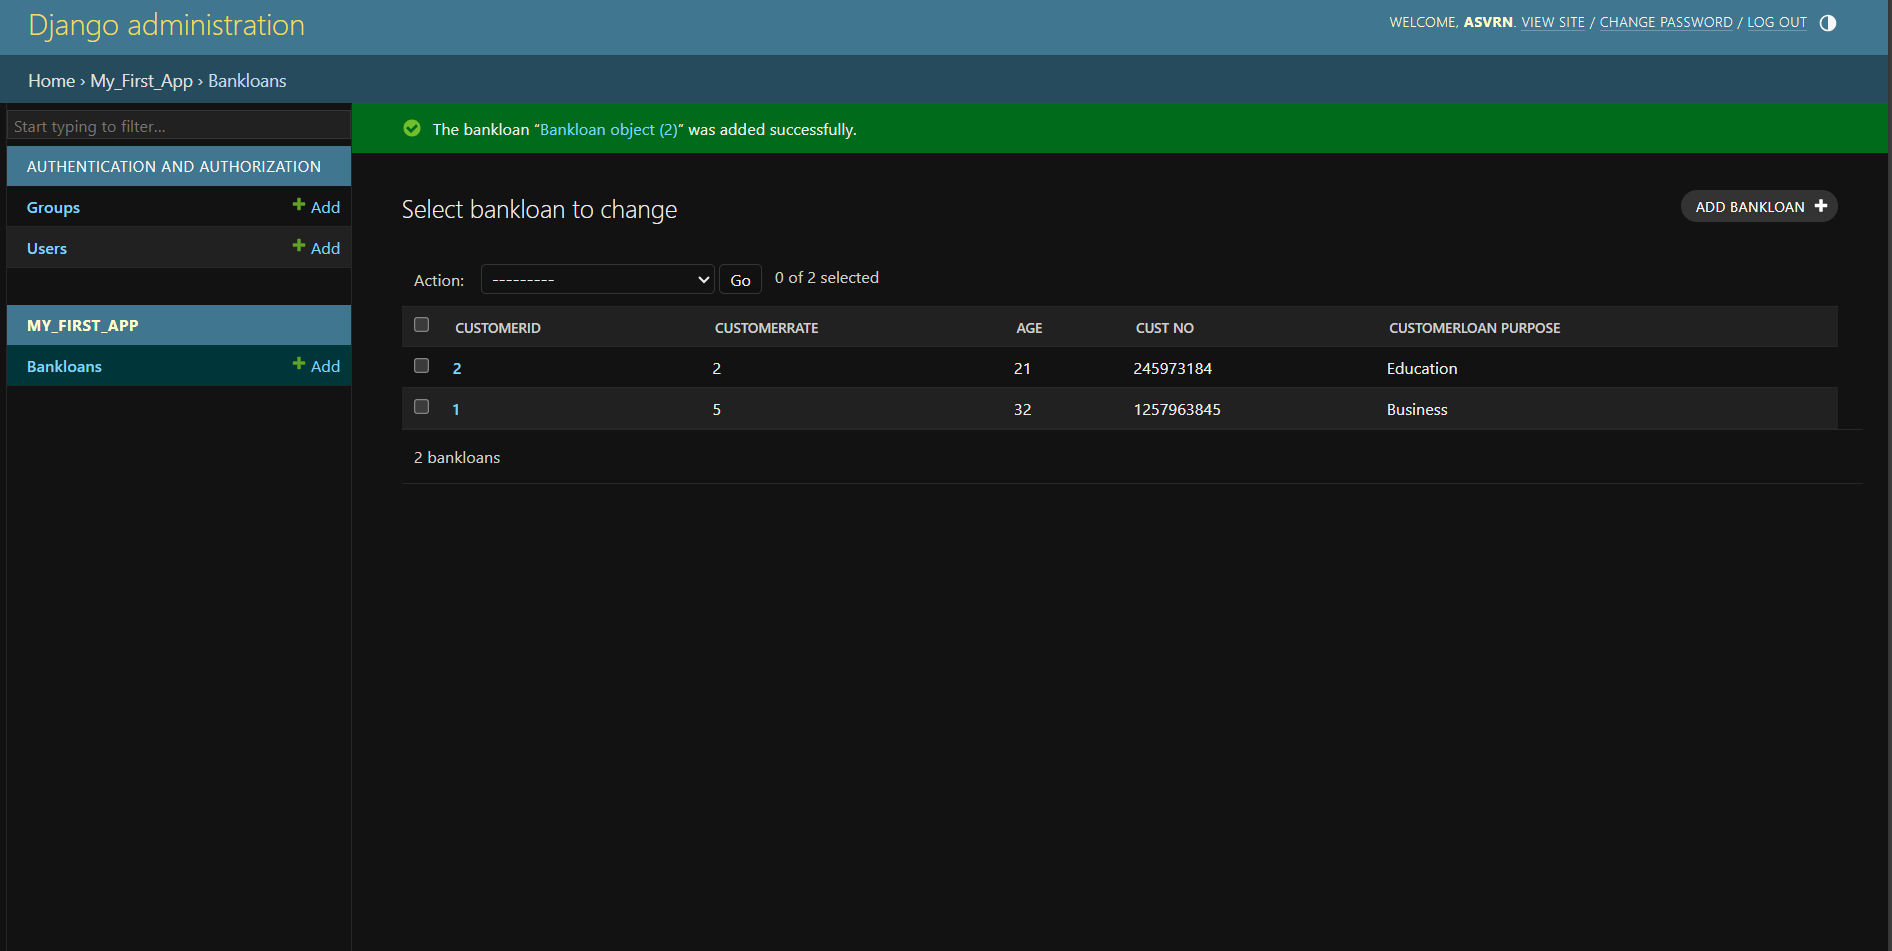 Django administration
WELCOME, ASVRN. VIEW SITE / CHANGE PASSWORD / LOG OUT
Home › My_First_App › Bankloans
Start typing to filter...
AUTHENTICATION AND AUTHORIZATION
Groups Add
Users Add
MY_FIRST_APP
Bankloans Add
The bankloan “Bankloan object (2)” was added successfully.
Select bankloan to change
ADD BANKLOAN
Action: --------- Go 0 of 2 selected
CUSTOMERID CUSTOMERRATE AGE CUST NO CUSTOMERLOAN PURPOSE
2 2 21 245973184 Education
1 5 32 1257963845 Business
2 bankloans